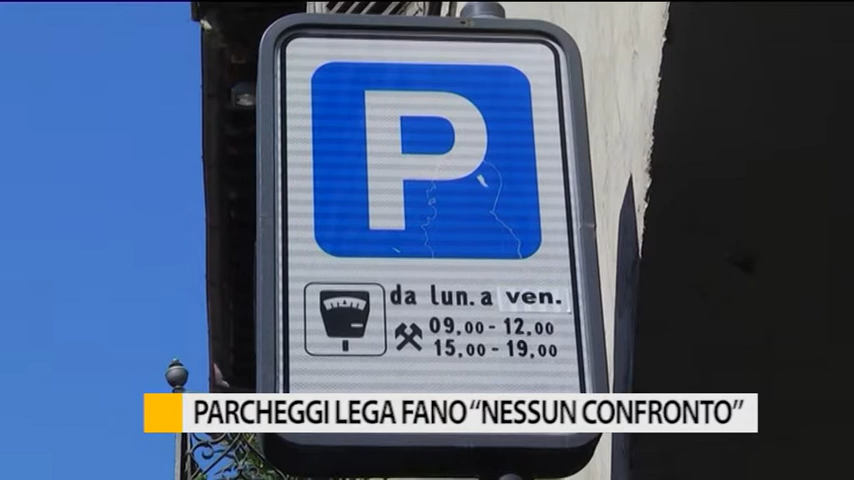 P
da lun. a ven.
09.00 - 12.00
15.00 - 19.00
PARCHEGGI LEGA FANO “NESSUN CONFRONTO”